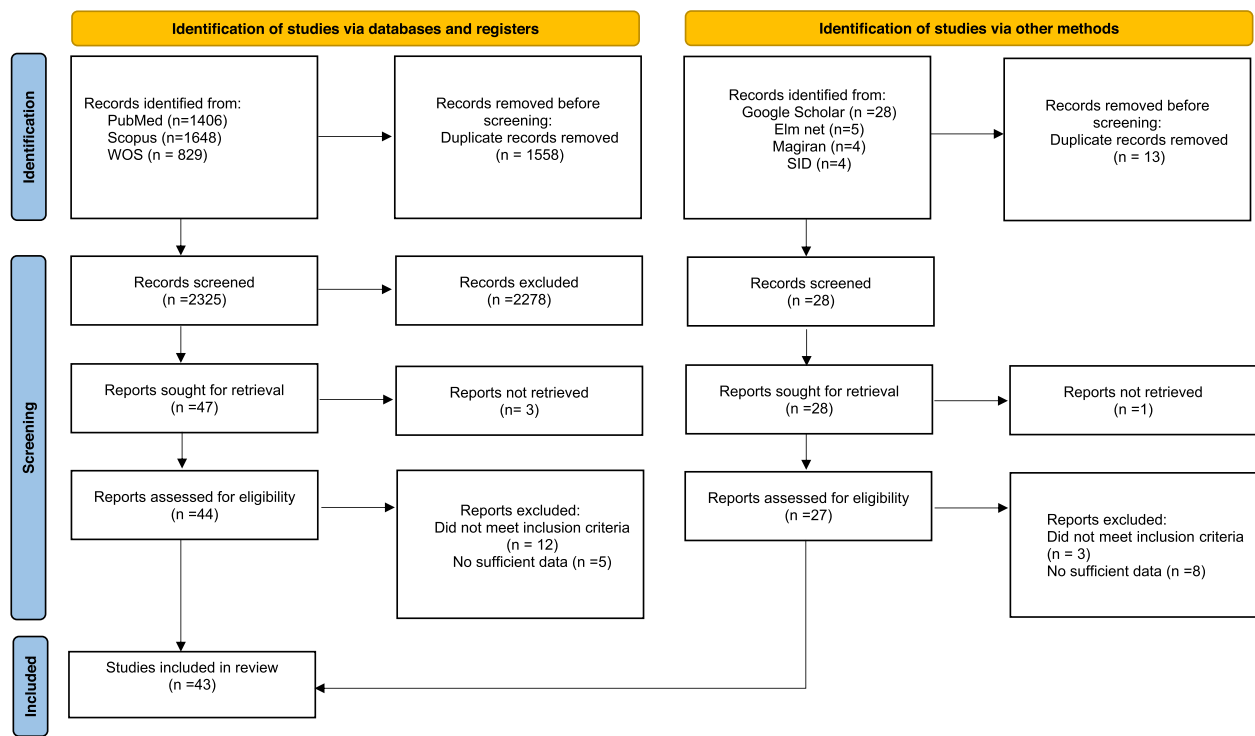 Identification of studies via databases and registers
Identification of studies via other methods
Identification
Records identified from:
PubMed (n=1406)
Scopus (n=1648)
WOS (n = 829)
Records removed before
screening:
Duplicate records removed
(n = 1558)
Records identified from:
Google Scholar (n =28)
Elm net (n=5)
Magiran (n=4)
SID (n=4)
Records removed before
screening:
Duplicate records removed
(n = 13)
Screening
Records screened
(n =2325)
Records excluded
(n =2278)
Records screened
(n =28)
Reports sought for retrieval
(n =47)
Reports not retrieved
(n= 3)
Reports sought for retrieval
(n =28)
Reports not retrieved
(n =1)
Reports assessed for eligibility
(n =44)
Reports excluded:
Did not meet inclusion criteria
(n = 12)
No sufficient data (n =5)
Reports assessed for eligibility
(n =27)
Reports excluded:
Did not meet inclusion criteria
(n = 3)
No sufficient data (n =8)
Included
Studies included in review
(n =43)